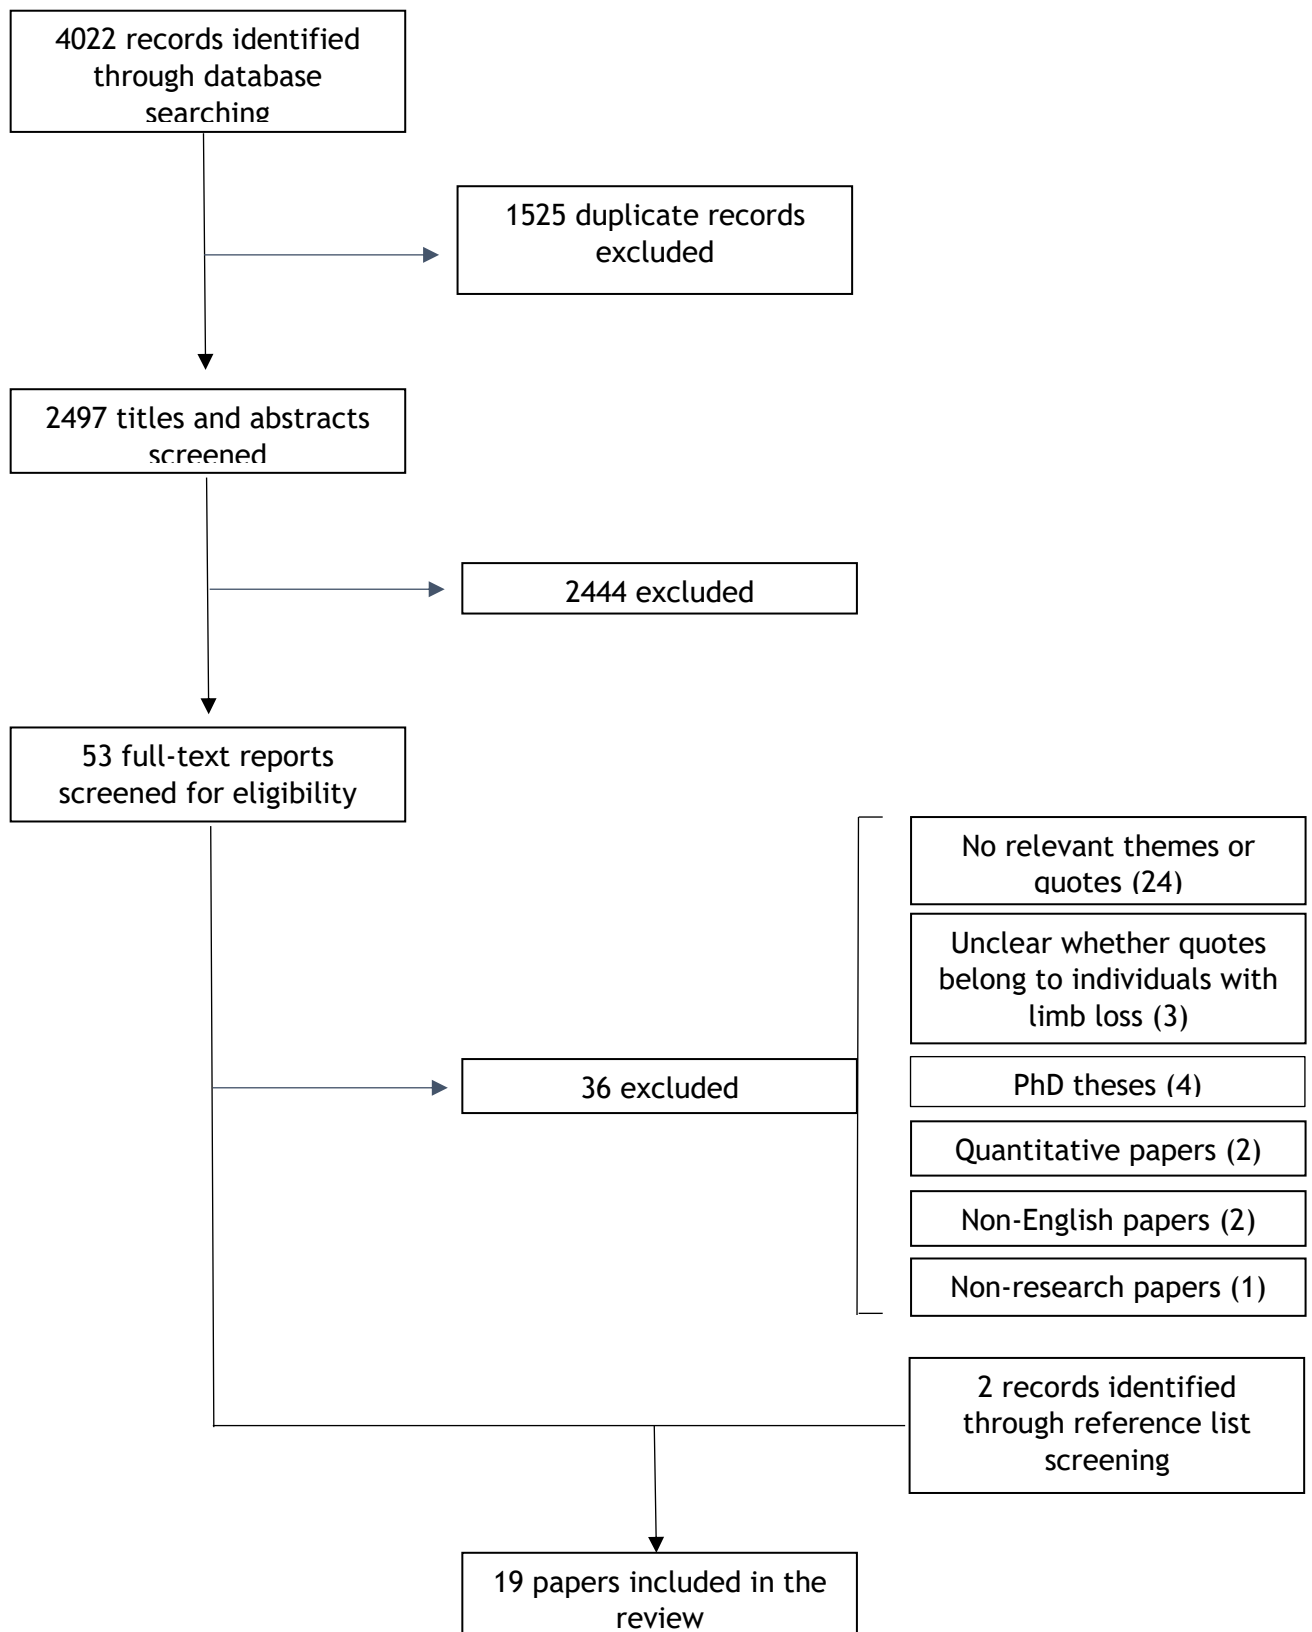 4022 records identified
through database
searching
1525 duplicate records
excluded
2497 titles and abstracts
screened
2444 excluded
53 full-text reports
screened for eligibility
No relevant themes or
quotes (24)
Unclear whether quotes
belong to individuals with
limb loss (3)
PhD theses (4)
36 excluded
Quantitative papers (2)
Non-English papers (2)
Non-research papers (1)
2 records identified
through reference list
screening
19 papers included in the
review